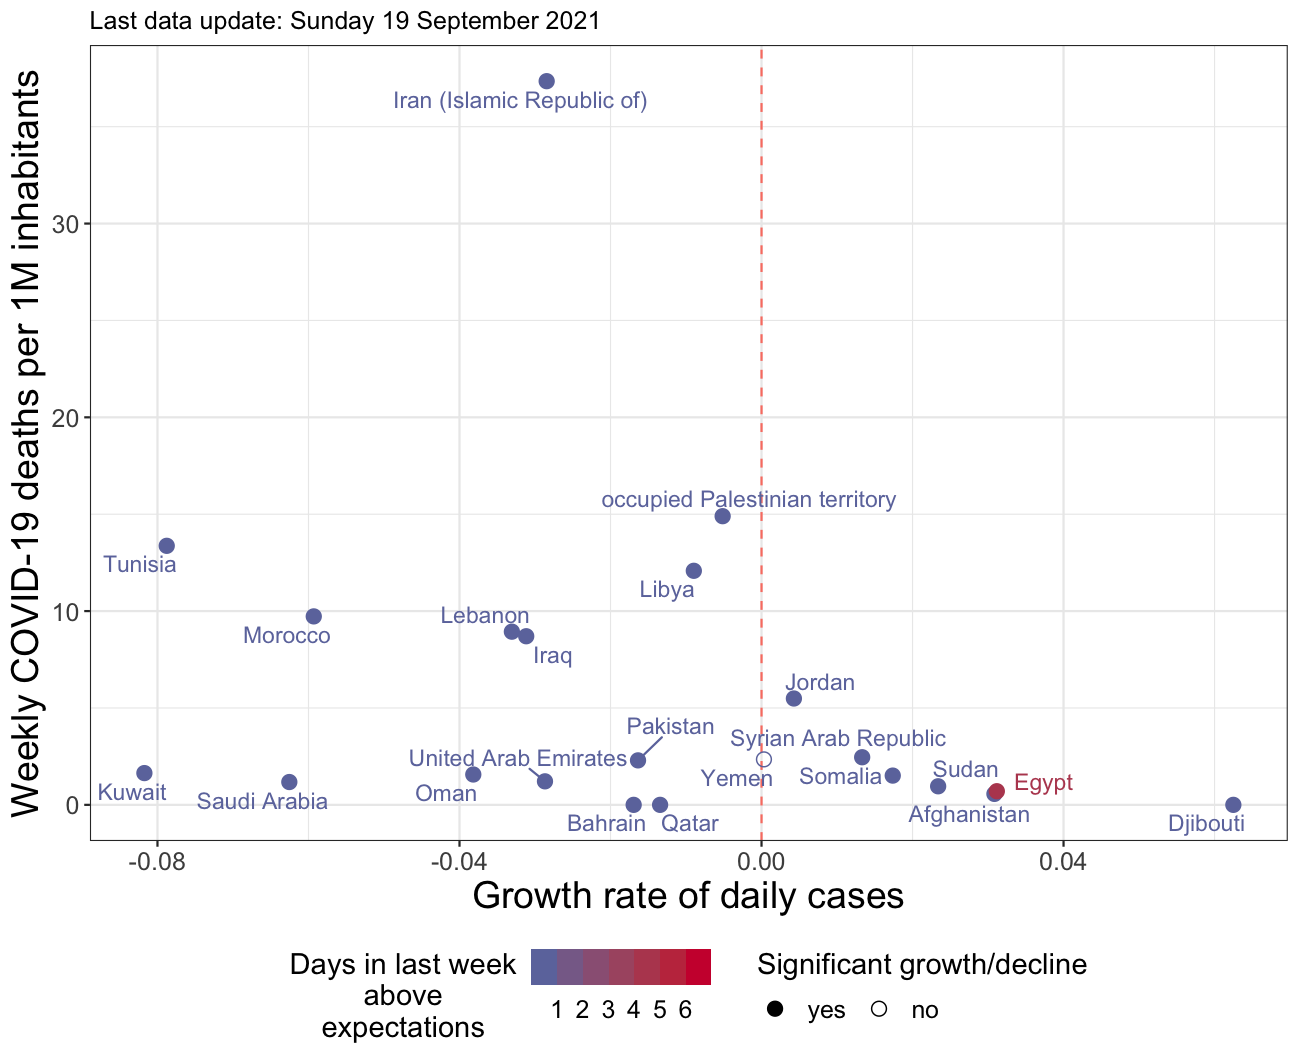 Last data update: Sunday 19 September 2021
Weekly COVID-19 deaths per 1M inhabitants
30
20
10
0
Iran (Islamic Republic of)
occupied Palestinian territory
Tunisia
Libya
Lebanon
Morocco
Iraq
Jordan
Pakistan
Syrian Arab Republic
United Arab Emirates
Sudan
Yemen
Somalia
Egypt
Kuwait
Saudi Arabia
Oman
Afghanistan
Bahrain
Qatar
Djibouti
-0.08 -0.04 0.00 0.04
Growth rate of daily cases
Days in last week
above
expectations
1 2 3 4 5 6
Significant growth/decline
yes no